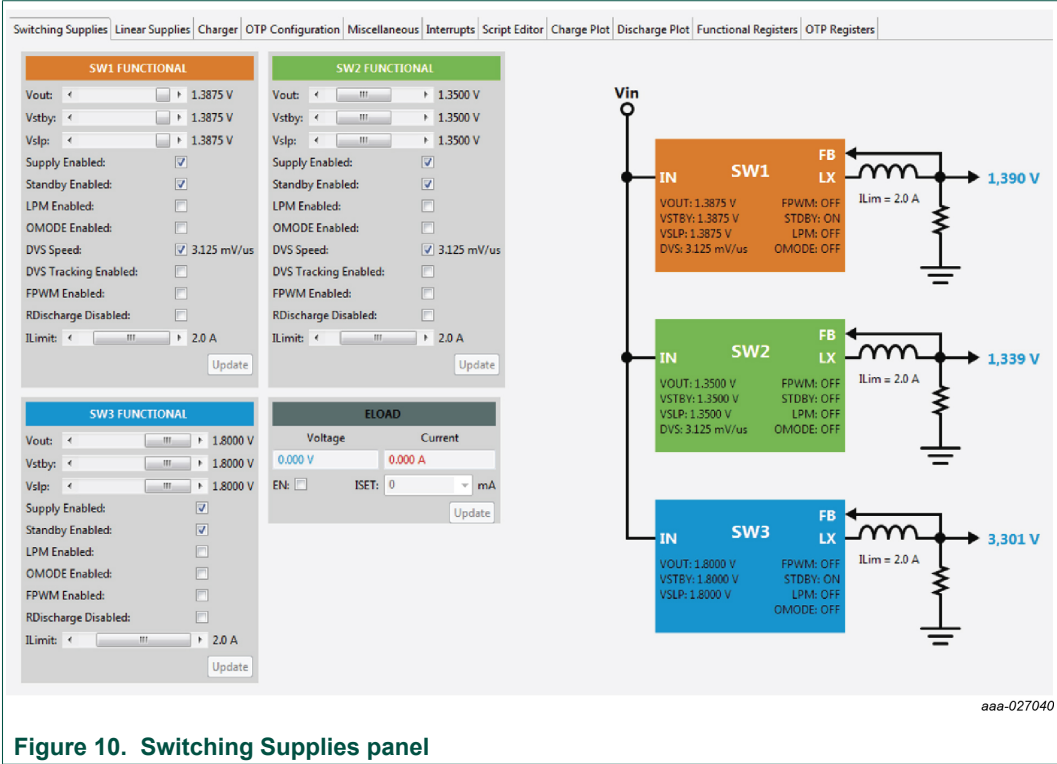 Switching Supplies Linear Supplies Charger OTP Configuration Miscellaneous Interrupts Script Editor Charge Plot Discharge Plot Functional Registers OTP Registers
SW1 FUNCTIONAL
Vout: 1.3875 V
Vstby: 1.3875 V
Vslp: 1.3875 V
Supply Enabled:
Standby Enabled:
LPM Enabled:
OMODE Enabled:
DVS Speed: 3.125 mV/us
DVS Tracking Enabled:
FPWM Enabled:
RDischarge Disabled:
ILimit: 2.0 A
Update
SW2 FUNCTIONAL
Vout: 1.3500 V
Vstby: 1.3500 V
Vslp: 1.3500 V
Supply Enabled:
Standby Enabled:
LPM Enabled:
OMODE Enabled:
DVS Speed: 3.125 mV/us
DVS Tracking Enabled:
FPWM Enabled:
RDischarge Disabled:
ILimit: 2.0 A
Update
SW3 FUNCTIONAL
Vout: 1.8000 V
Vstby: 1.8000 V
Vslp: 1.8000 V
Supply Enabled:
Standby Enabled:
LPM Enabled:
OMODE Enabled:
FPWM Enabled:
RDischarge Disabled:
ILimit: 2.0 A
Update
ELOAD
Voltage Current
0.000 V 0.000 A
EN: ISET: 0 mA
Update
Vin
FB
IN SW1 LX
VOUT: 1.3875 V FPWM: OFF
VSTBY: 1.3875 V STDBY: ON
VSLP: 1.3875 V LPM: OFF
DVS: 3.125 mV/us OMODE: OFF
ILim = 2.0 A
1,390 V
FB
IN SW2 LX
VOUT: 1.3500 V FPWM: OFF
VSTBY: 1.3500 V STDBY: OFF
VSLP: 1.3500 V LPM: OFF
DVS: 3.125 mV/us OMODE: OFF
ILim = 2.0 A
1,339 V
FB
IN SW3 LX
VOUT: 1.8000 V FPWM: OFF
VSTBY: 1.8000 V STDBY: ON
VSLP: 1.8000 V LPM: OFF
OMODE: OFF
ILim = 2.0 A
3,301 V
aaa-027040
Figure 10. Switching Supplies panel